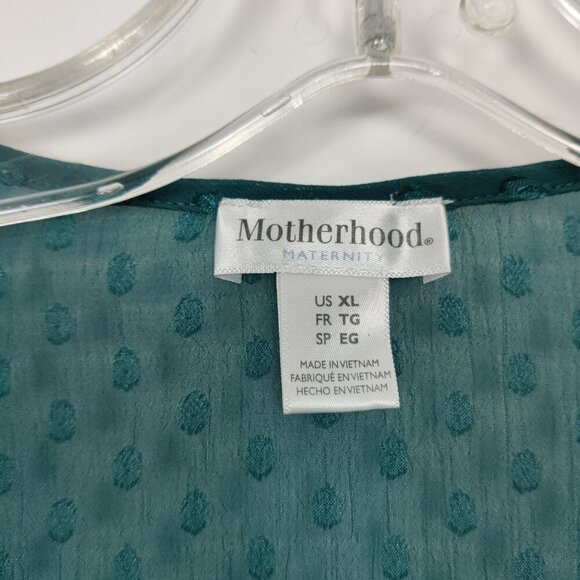 Motherhood®
MATERNITY
US XL
FR TG
SP EG
MADE IN VIETNAM
FABRIQUÉ EN VIETNAM
HECHO EN VIETNAM